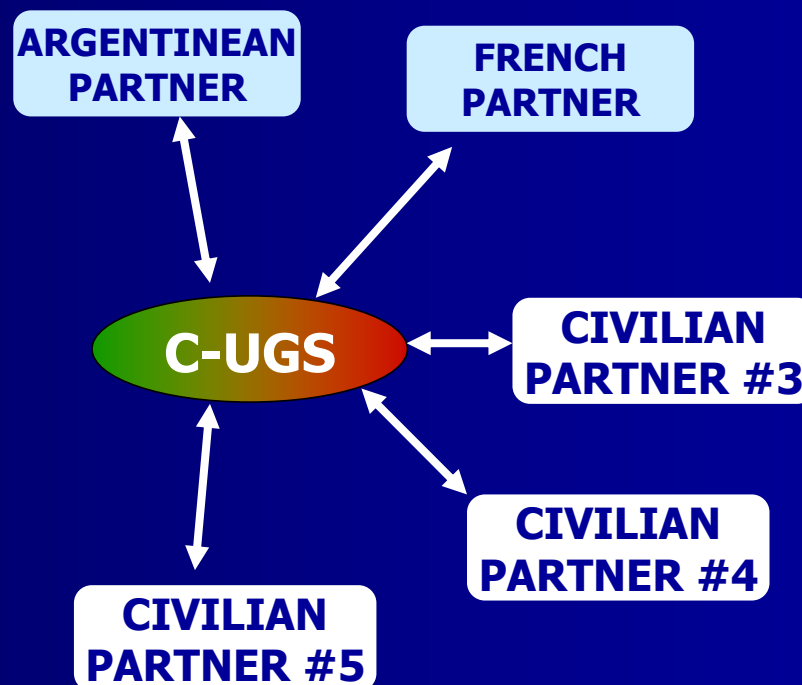 ARGENTINEAN
PARTNER
FRENCH
PARTNER
C-UGS
CIVILIAN
PARTNER #3
CIVILIAN
PARTNER #4
CIVILIAN
PARTNER #5